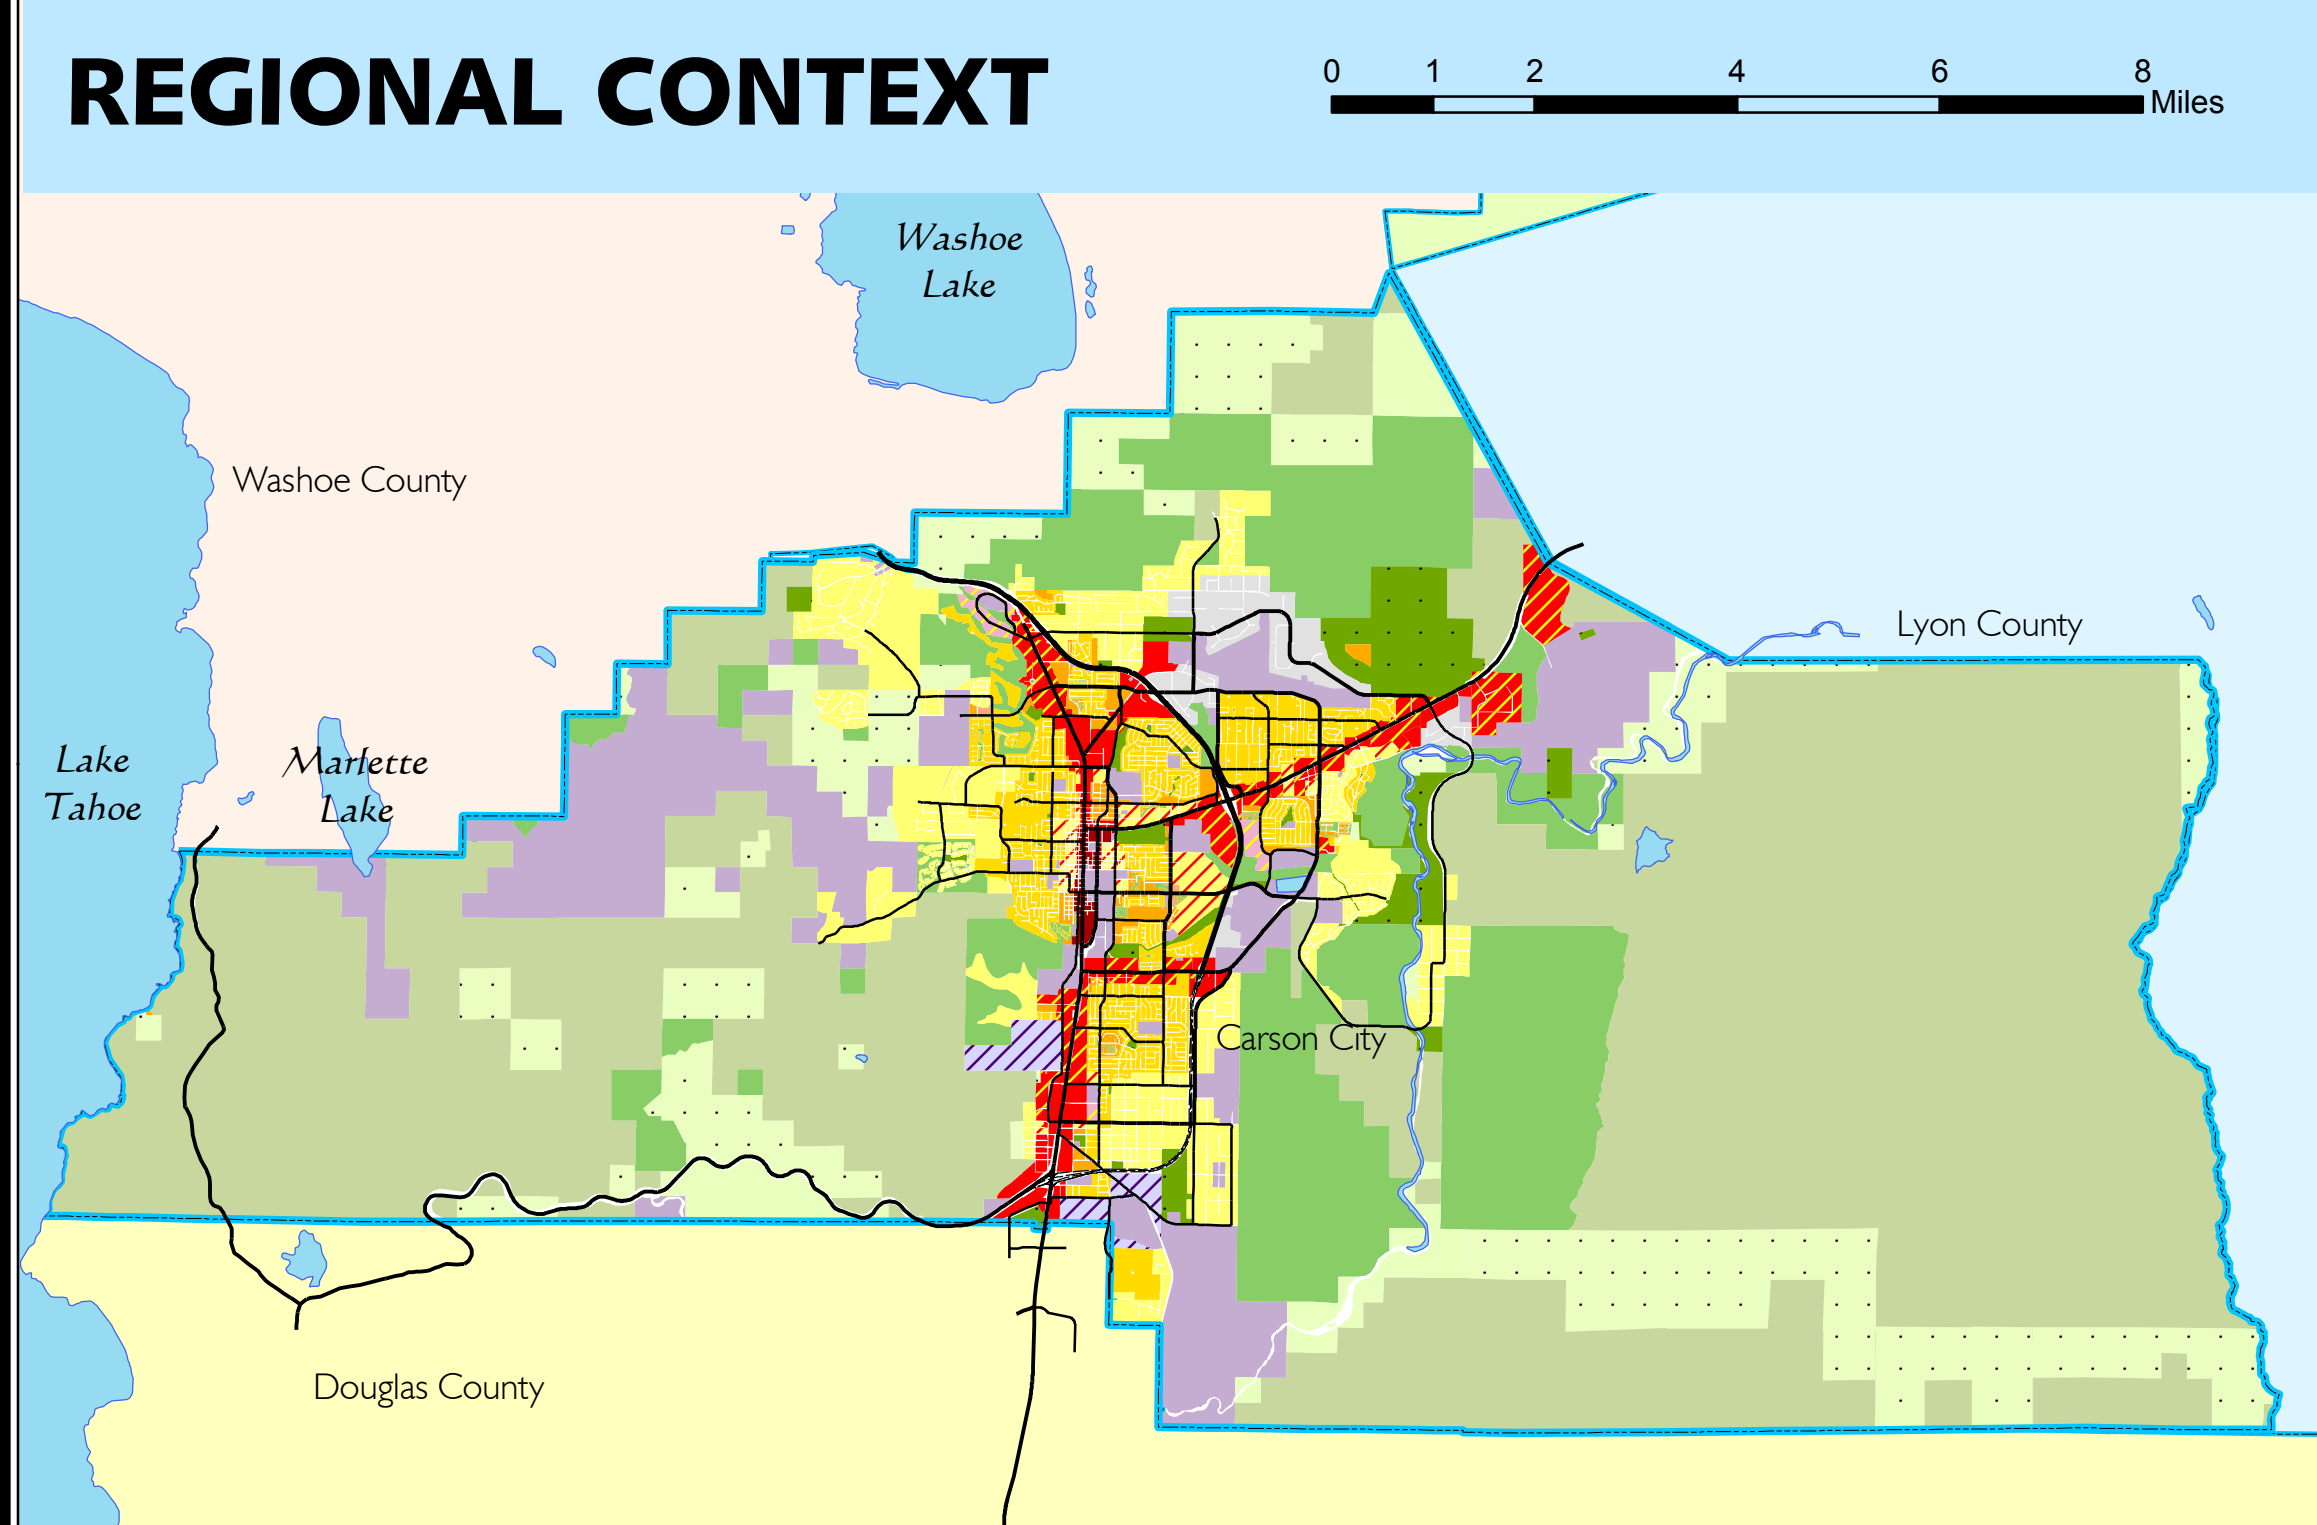 REGIONAL CONTEXT
0 1 2 4 6 8
Miles
Washoe
Lake
Washoe County
Lyon County
Lake
Tahoe
Marlette
Lake
Carson City
Douglas County